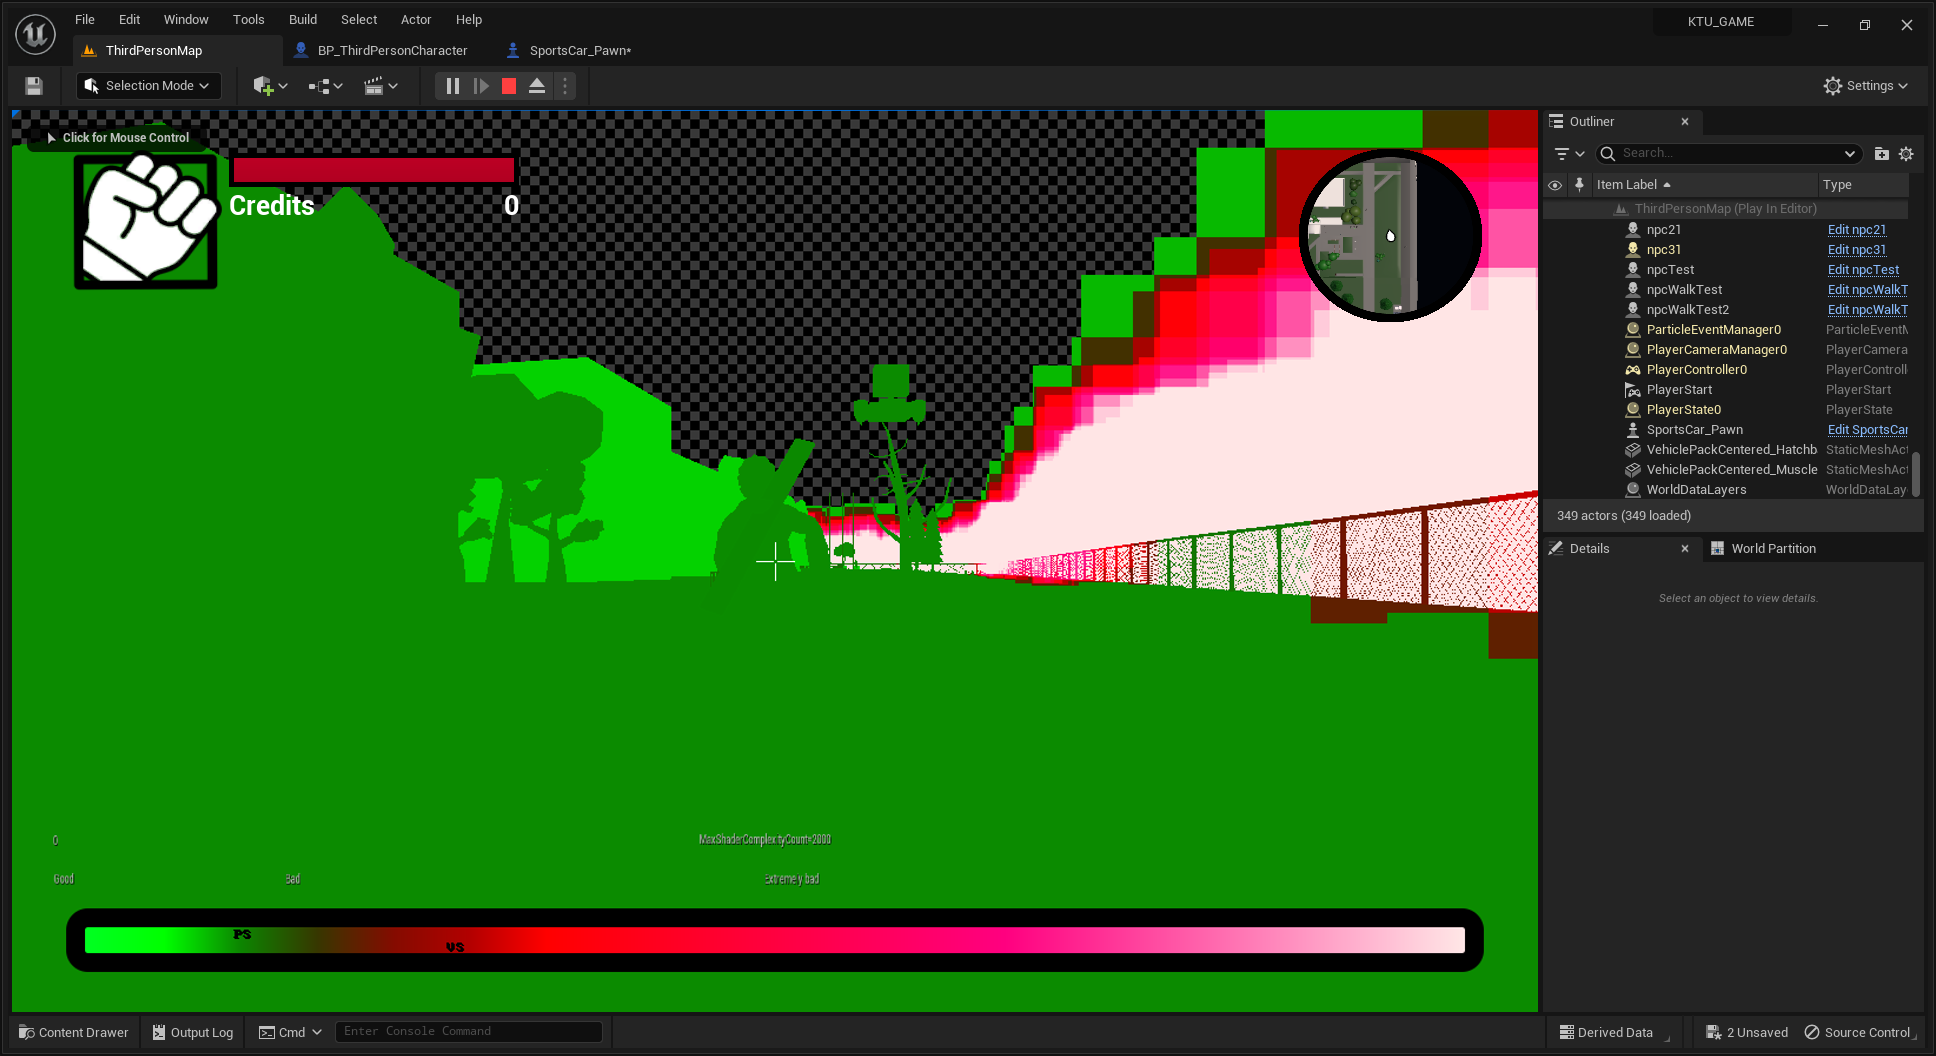 File Edit Window Tools Build Select Actor Help
KTU_GAME
ThirdPersonMap
BP_ThirdPersonCharacter
SportsCar_Pawn*
Selection Mode
Settings
Click for Mouse Control
Credits 0
Outliner
Search...
Item Label Type
ThirdPersonMap (Play In Editor)
npc21 Edit npc21
npc31 Edit npc31
npcTest Edit npcTest
npcWalkTest Edit npcWalkT
npcWalkTest2 Edit npcWalkT
ParticleEventManager0 ParticleEventM
PlayerCameraManager0 PlayerCamera
PlayerController0 PlayerControll
PlayerStart PlayerStart
PlayerState0 PlayerState
SportsCar_Pawn Edit SportsCar
VehiclePackCentered_Hatchb StaticMeshAct
VehiclePackCentered_Muscle StaticMeshAct
WorldDataLayers WorldDataLay
349 actors (349 loaded)
Details
World Partition
Select an object to view details.
0 MaxShaderComplexityCount=2000
Good Bad Extremely bad
PS
VS
Content Drawer
Output Log
Cmd
Enter Console Command
Derived Data
2 Unsaved
Source Control